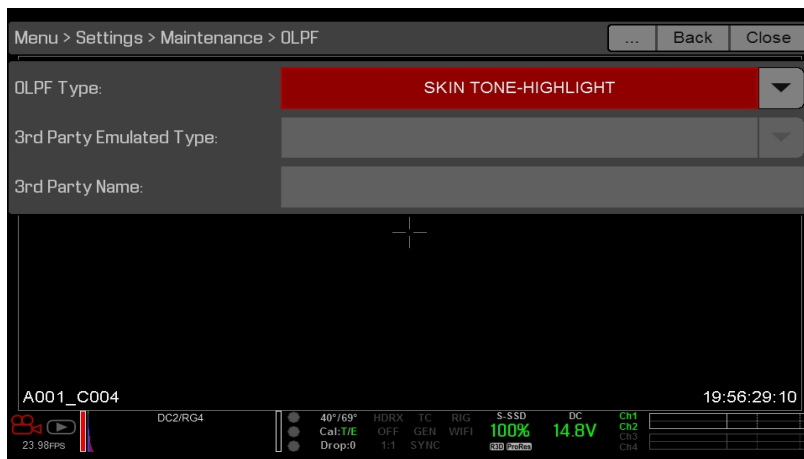 Menu > Settings > Maintenance > OLPF ... Back Close
OLPF Type: SKIN TONE-HIGHLIGHT
3rd Party Emulated Type:
3rd Party Name:
A001_C004 19:56:29:10
DC2/RG4 40°/69° HDRX TC RIG S-SSD DC Ch1
Cal:T/E OFF GEN WIFI 100% 14.8V Ch2
23.98FPS Drop:0 1:1 SYNC R3D ProRes Ch3
Ch4